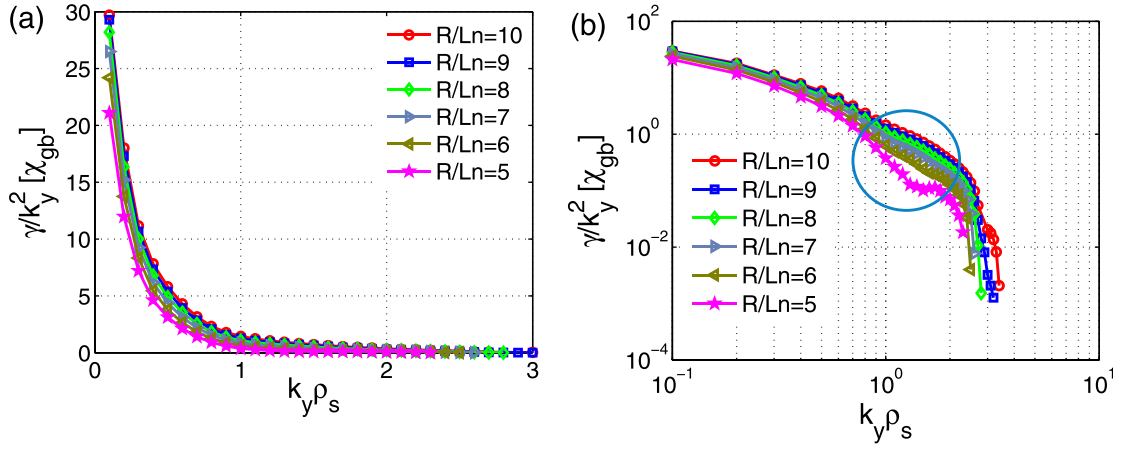 (a)
30
25
20
15
10
5
0
γ/k_y^2 [χ_gb]
R/Ln=10
R/Ln=9
R/Ln=8
R/Ln=7
R/Ln=6
R/Ln=5
0 1 2 3
k_yρ_s
(b)
10^2
10^0
10^−2
10^−4
γ/k_y^2 [χ_gb]
R/Ln=10
R/Ln=9
R/Ln=8
R/Ln=7
R/Ln=6
R/Ln=5
10^−1 10^0 10^1
k_yρ_s